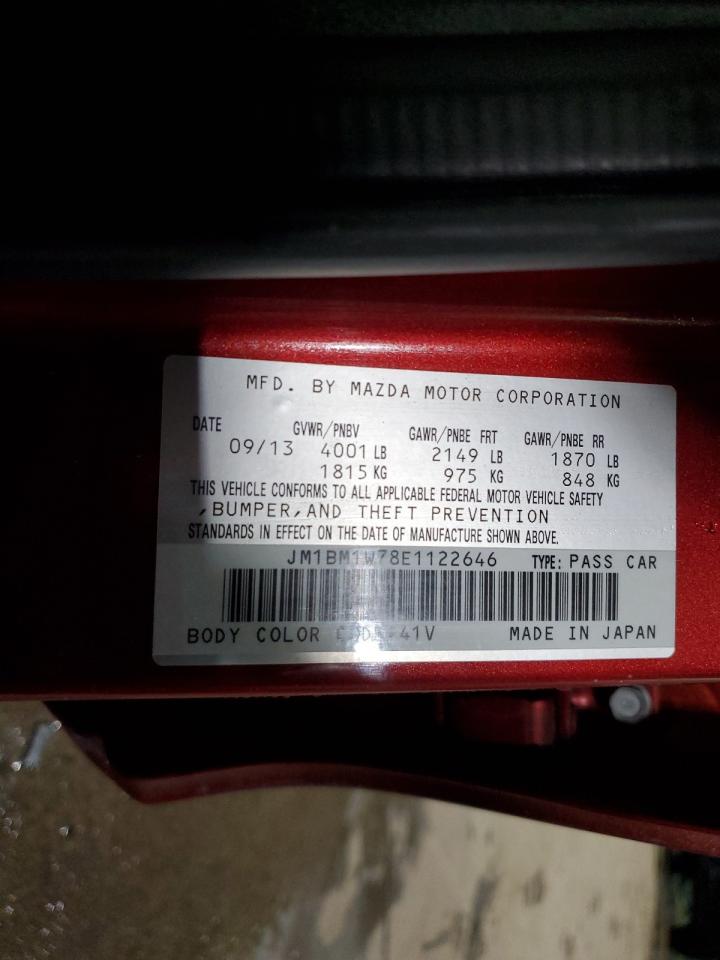 MFD. BY MAZDA MOTOR CORPORATION
DATE GVWR/PNBV GAWR/PNBE FRT GAWR/PNBE RR
09/13 4001 LB 2149 LB 1870 LB
1815 KG 975 KG 848 KG
THIS VEHICLE CONFORMS TO ALL APPLICABLE FEDERAL MOTOR VEHICLE SAFETY
,BUMPER,AND THEFT PREVENTION
STANDARDS IN EFFECT ON THE DATE OF MANUFACTURE SHOWN ABOVE.
JM1BM1W78E1122646 TYPE: PASS CAR
BODY COLOR CODE 41V MADE IN JAPAN